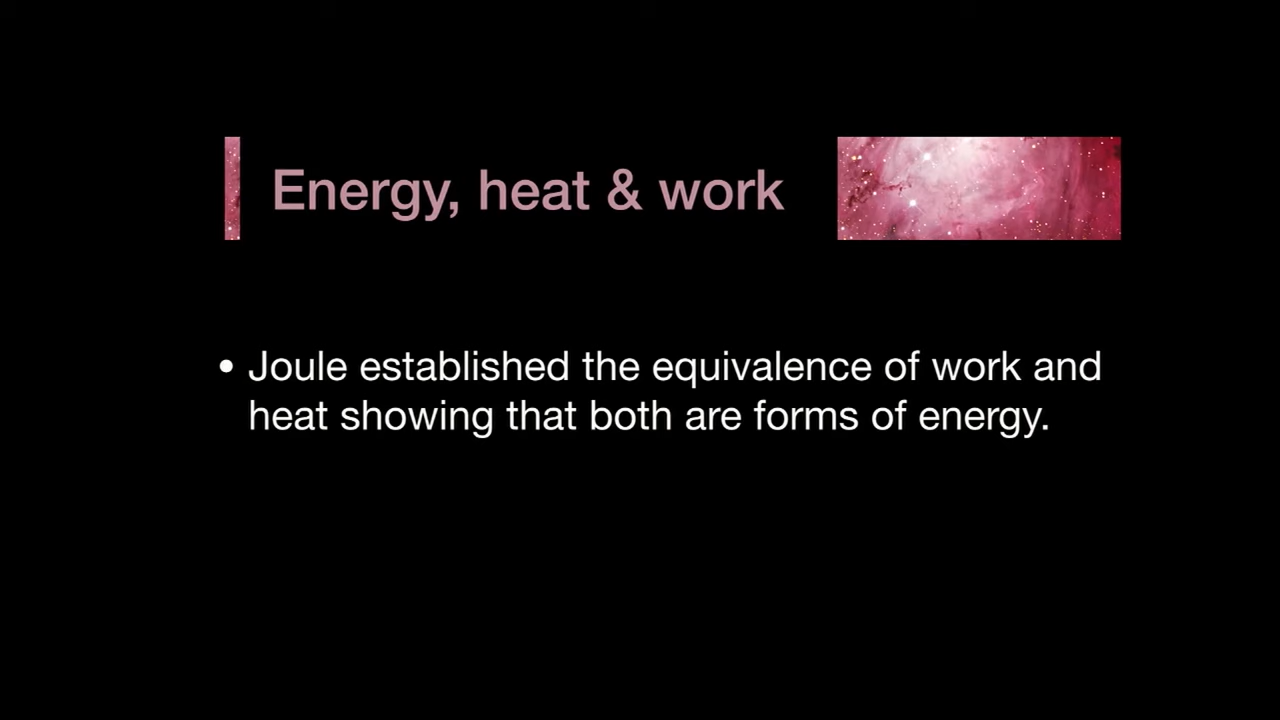 Energy, heat & work
• Joule established the equivalence of work and
heat showing that both are forms of energy.